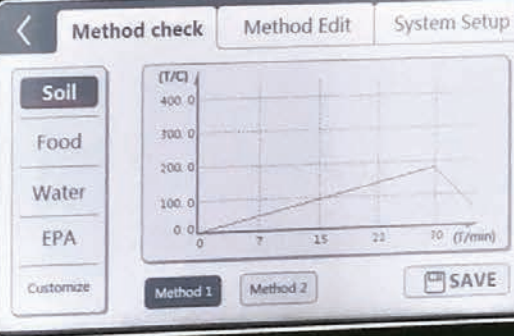 Method check
Method Edit
System Setup
Soil
Food
Water
EPA
Customize
(T/C)
400.0
300.0
200.0
100.0
0.0
0
7
15
22
30
(T/min)
Method 1
Method 2
SAVE